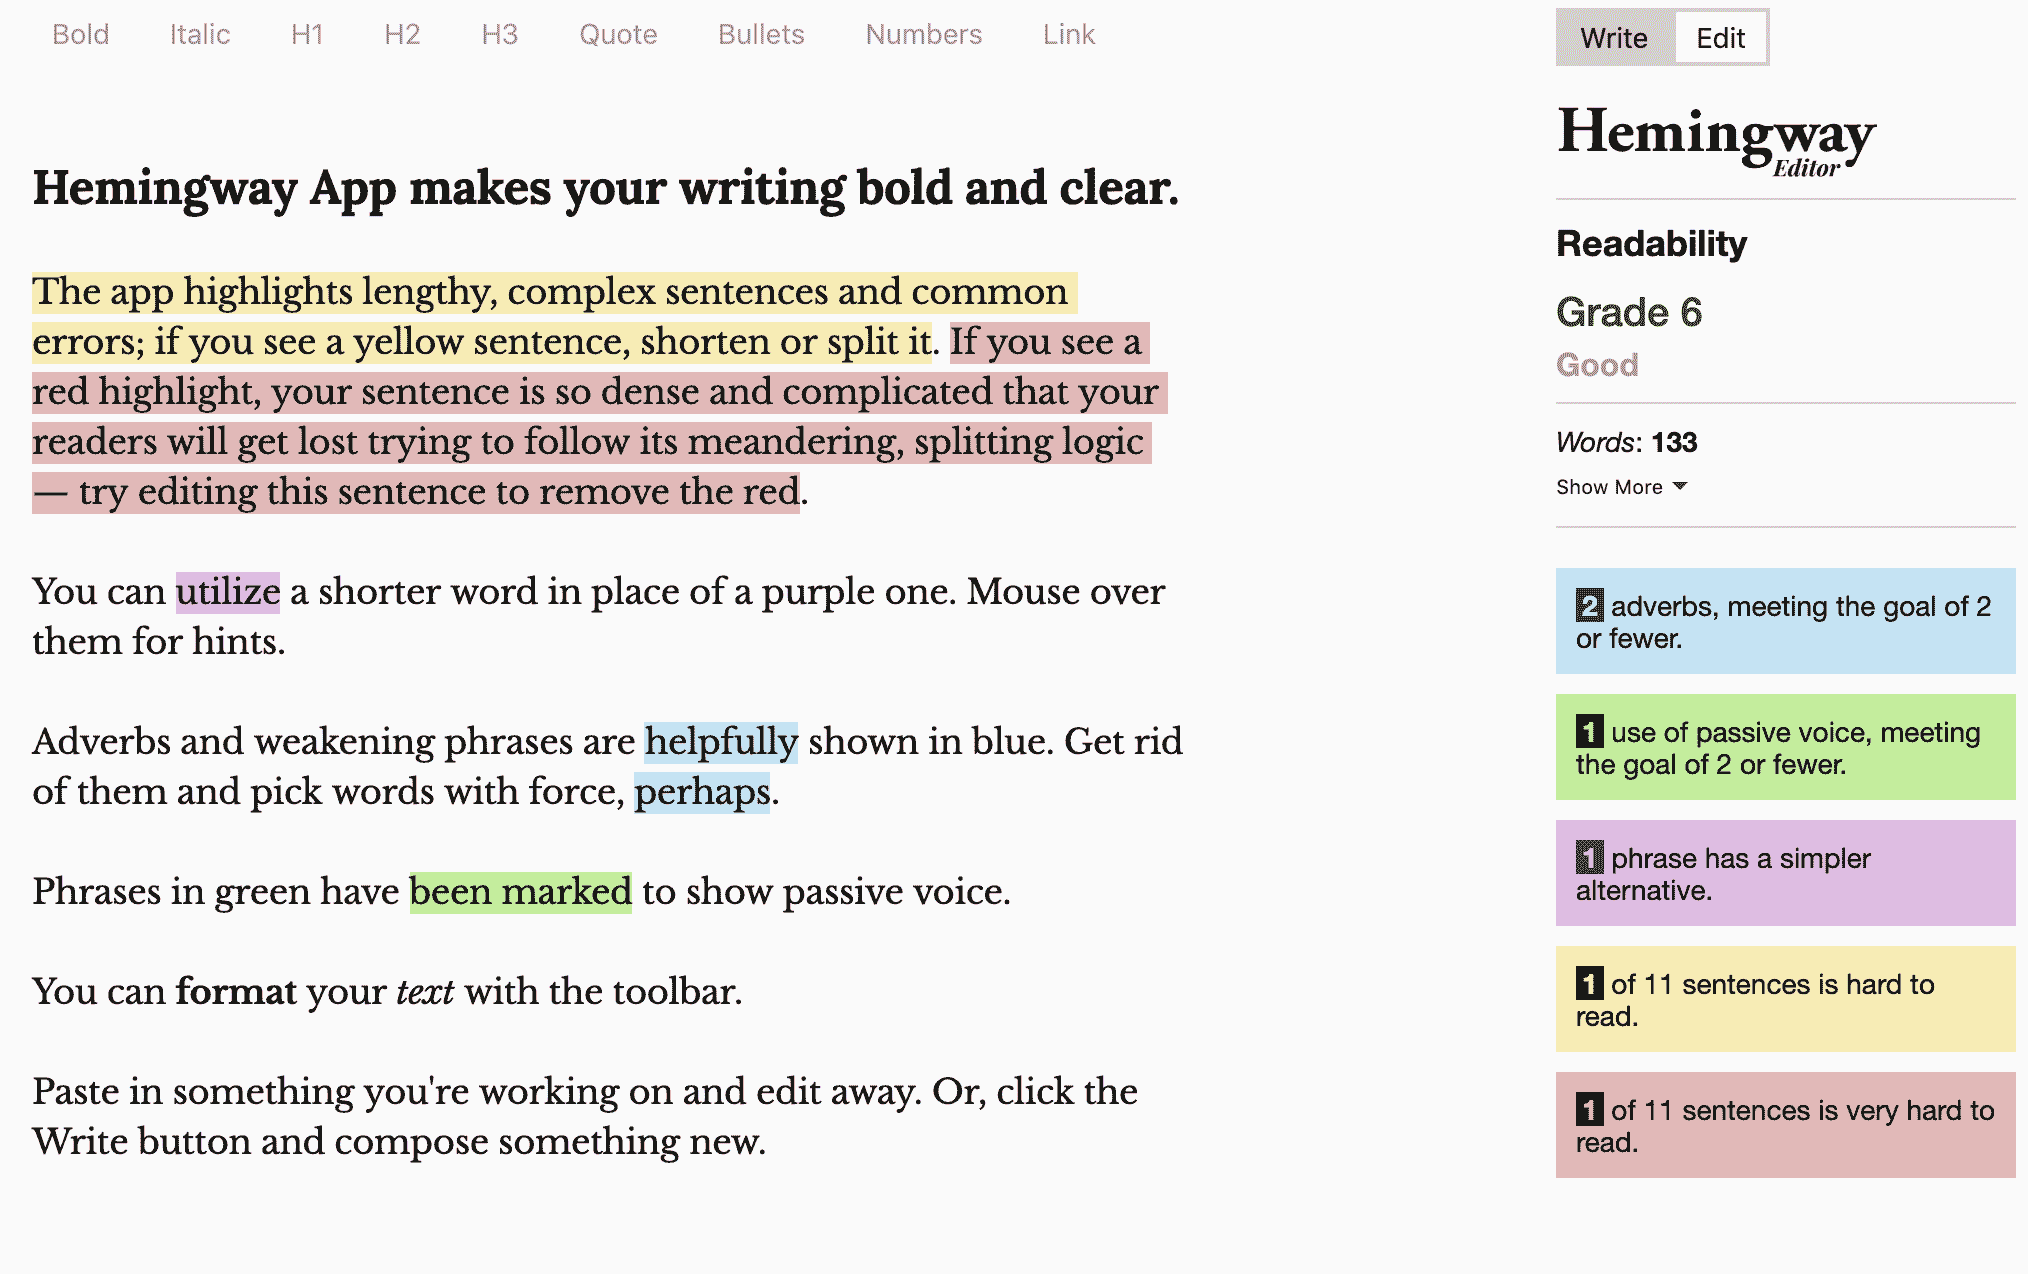 Bold Italic H1 H2 H3 Quote Bullets Numbers Link
Hemingway App makes your writing bold and clear.
The app highlights lengthy, complex sentences and common
errors; if you see a yellow sentence, shorten or split it. If you see a
red highlight, your sentence is so dense and complicated that your
readers will get lost trying to follow its meandering, splitting logic
— try editing this sentence to remove the red.
You can utilize a shorter word in place of a purple one. Mouse over
them for hints.
Adverbs and weakening phrases are helpfully shown in blue. Get rid
of them and pick words with force, perhaps.
Phrases in green have been marked to show passive voice.
You can format your text with the toolbar.
Paste in something you're working on and edit away. Or, click the
Write button and compose something new.
Write Edit
Hemingway
Editor
Readability
Grade 6
Good
Words: 133
Show More
2 adverbs, meeting the goal of 2
or fewer.
1 use of passive voice, meeting
the goal of 2 or fewer.
1 phrase has a simpler
alternative.
1 of 11 sentences is hard to
read.
1 of 11 sentences is very hard to
read.